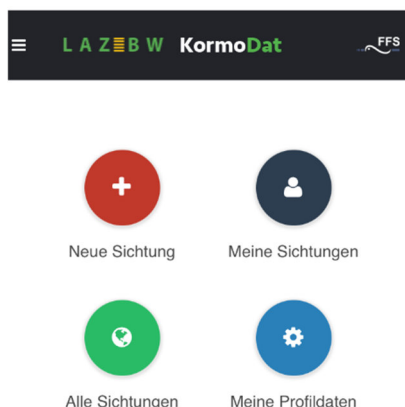 LAZBW KormoDat FFS
Neue Sichtung Meine Sichtungen
Alle Sichtungen Meine Profildaten